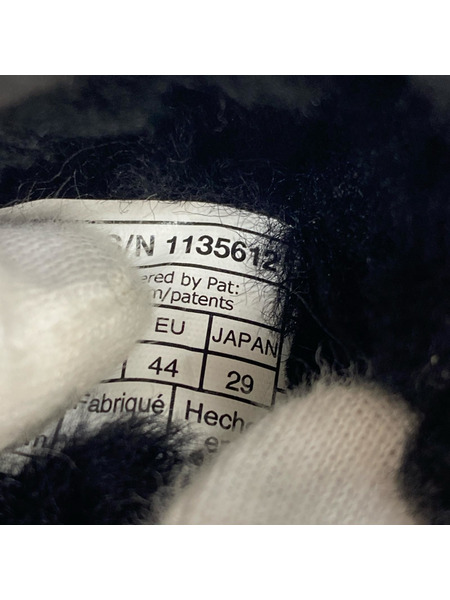 S/N 1135612
ered by Pat:
m/patents
EU JAPAN
44 29
Fabriqué Hech